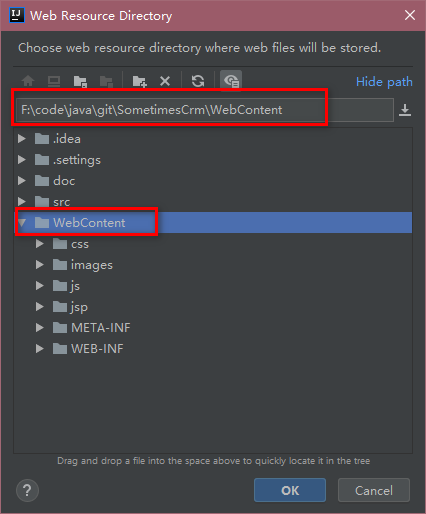 Web Resource Directory
Choose web resource directory where web files will be stored.
Hide path
F:\code\java\git\SometimesCrm\WebContent
.idea
.settings
doc
src
WebContent
css
images
js
jsp
META-INF
WEB-INF
Drag and drop a file into the space above to quickly locate it in the tree
?
OK
Cancel